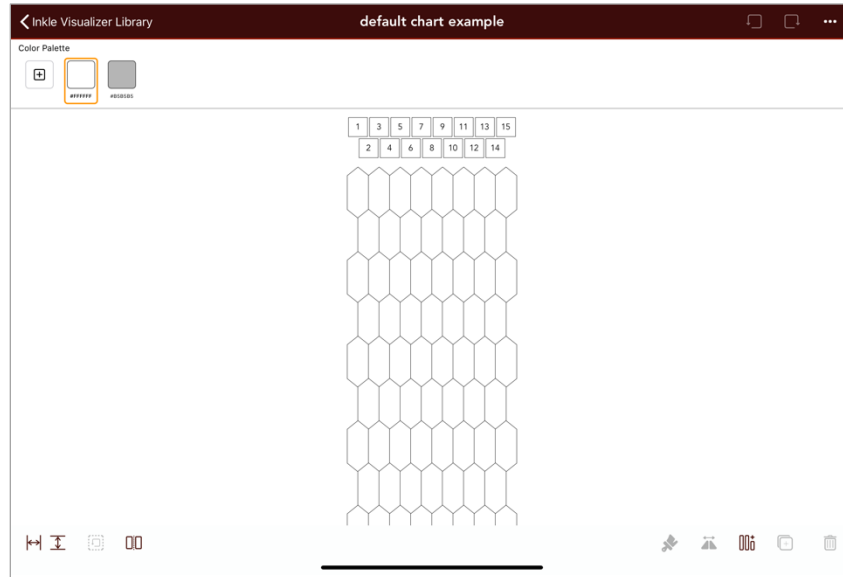 Inkle Visualizer Library
default chart example
Color Palette
#FFFFFF
#B5B5B5
1 3 5 7 9 11 13 15
2 4 6 8 10 12 14